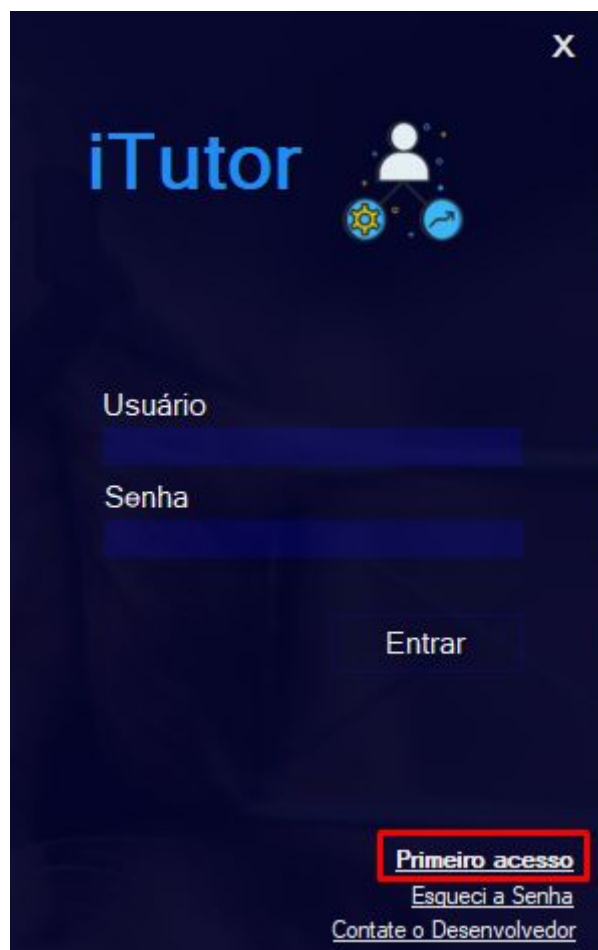 X
iTutor
Usuário
Senha
Entrar
Primeiro acesso
Esqueci a Senha
Contate o Desenvolvedor